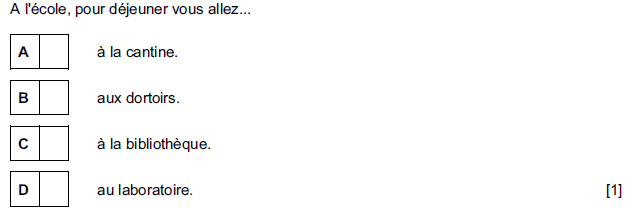 A l'école, pour déjeuner vous allez...
A à la cantine.
B aux dortoirs.
C à la bibliothèque.
D au laboratoire. [1]